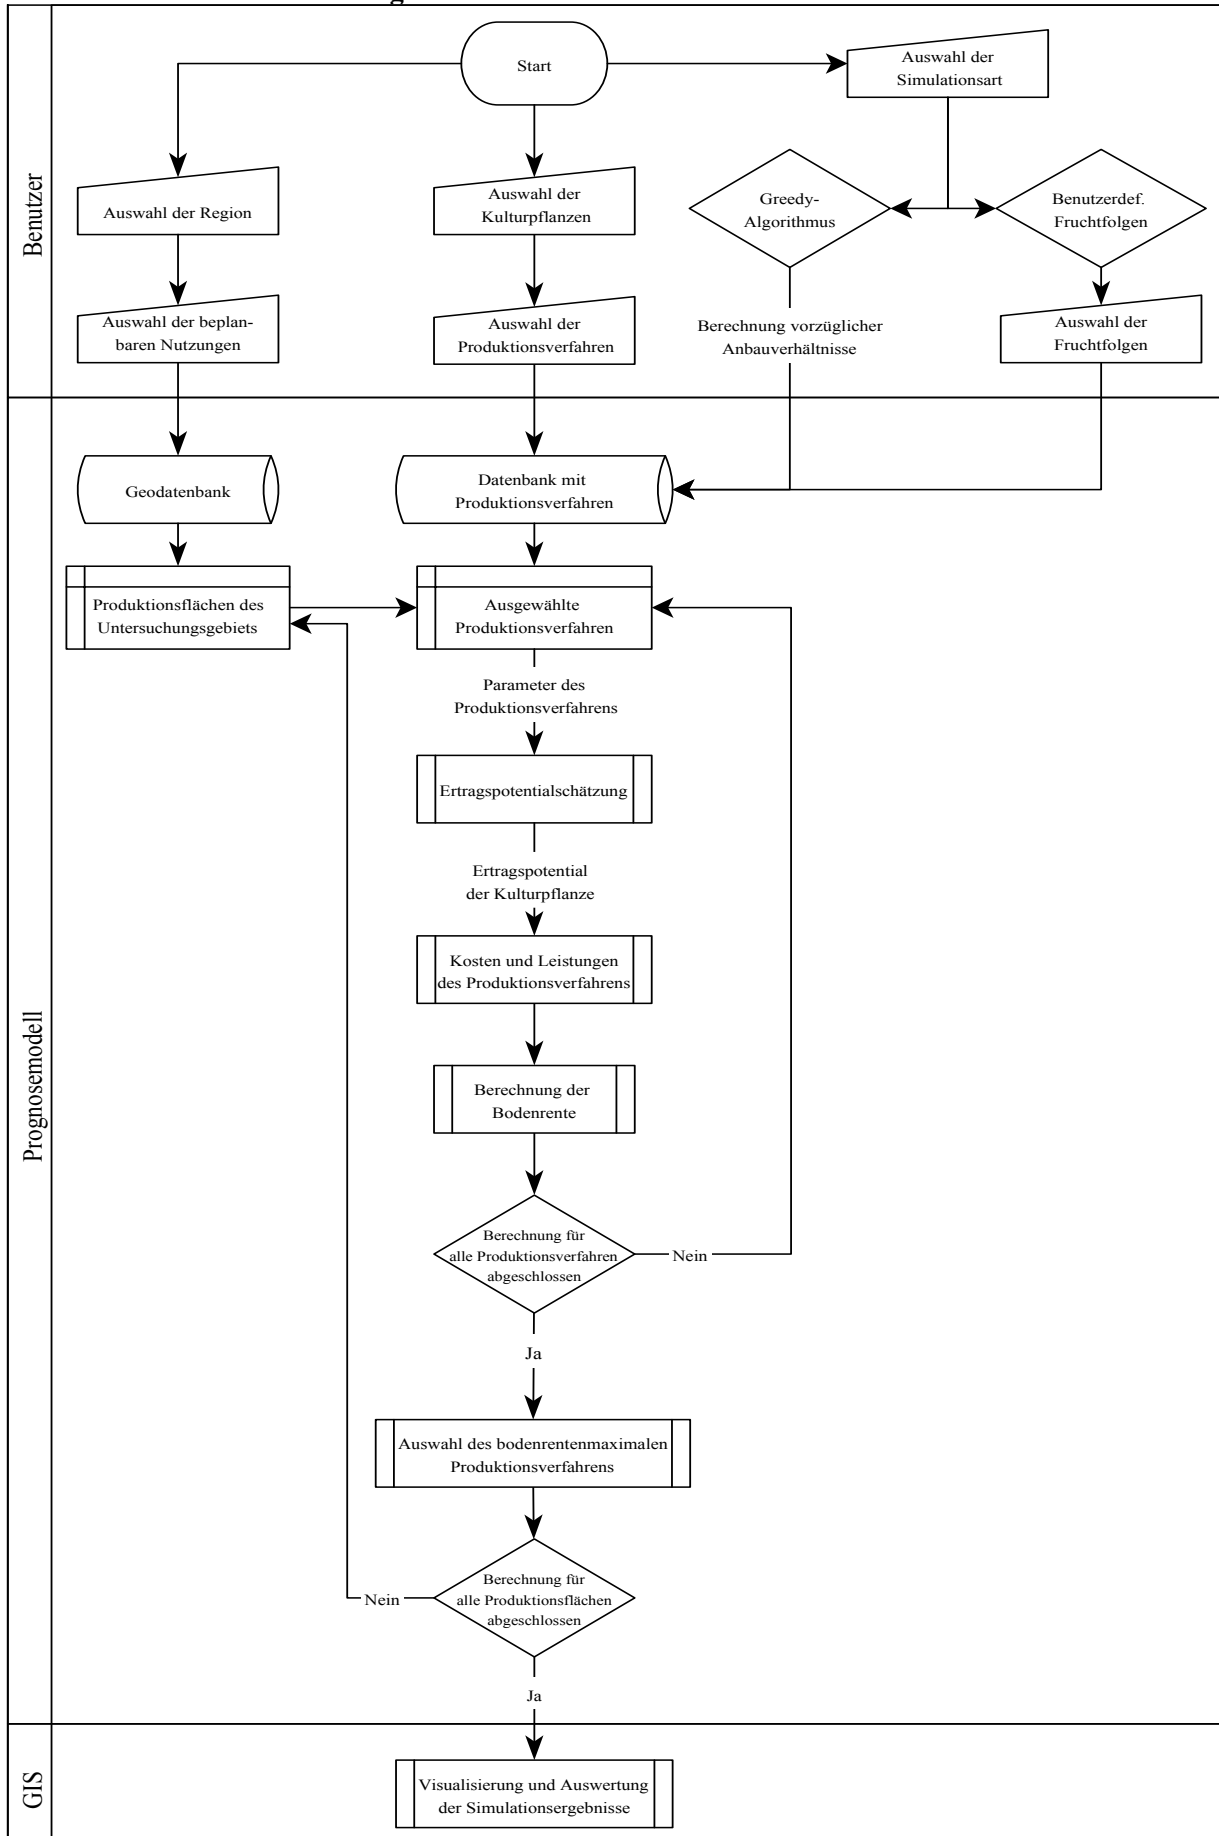 Benutzer
Start
Auswahl der
Simulationsart
Auswahl der Region
Auswahl der
Kulturpflanzen
Greedy-
Algorithmus
Benutzerdef.
Fruchtfolgen
Auswahl der beplan-
baren Nutzungen
Auswahl der
Produktionsverfahren
Berechnung vorzüglicher
Anbauverhältnisse
Auswahl der
Fruchtfolgen
Prognosemodell
Geodatenbank
Datenbank mit
Produktionsverfahren
Produktionsflächen des
Untersuchungsgebiets
Ausgewählte
Produktionsverfahren
Parameter des
Produktionsverfahrens
Ertragspotentialschätzung
Ertragspotential
der Kulturpflanze
Kosten und Leistungen
des Produktionsverfahrens
Berechnung der
Bodenrente
Berechnung für
alle Produktionsverfahren
abgeschlossen
Nein
Ja
Auswahl des bodenrentenmaximalen
Produktionsverfahrens
Berechnung für
alle Produktionsflächen
abgeschlossen
Nein
Ja
GIS
Visualisierung und Auswertung
der Simulationsergebnisse